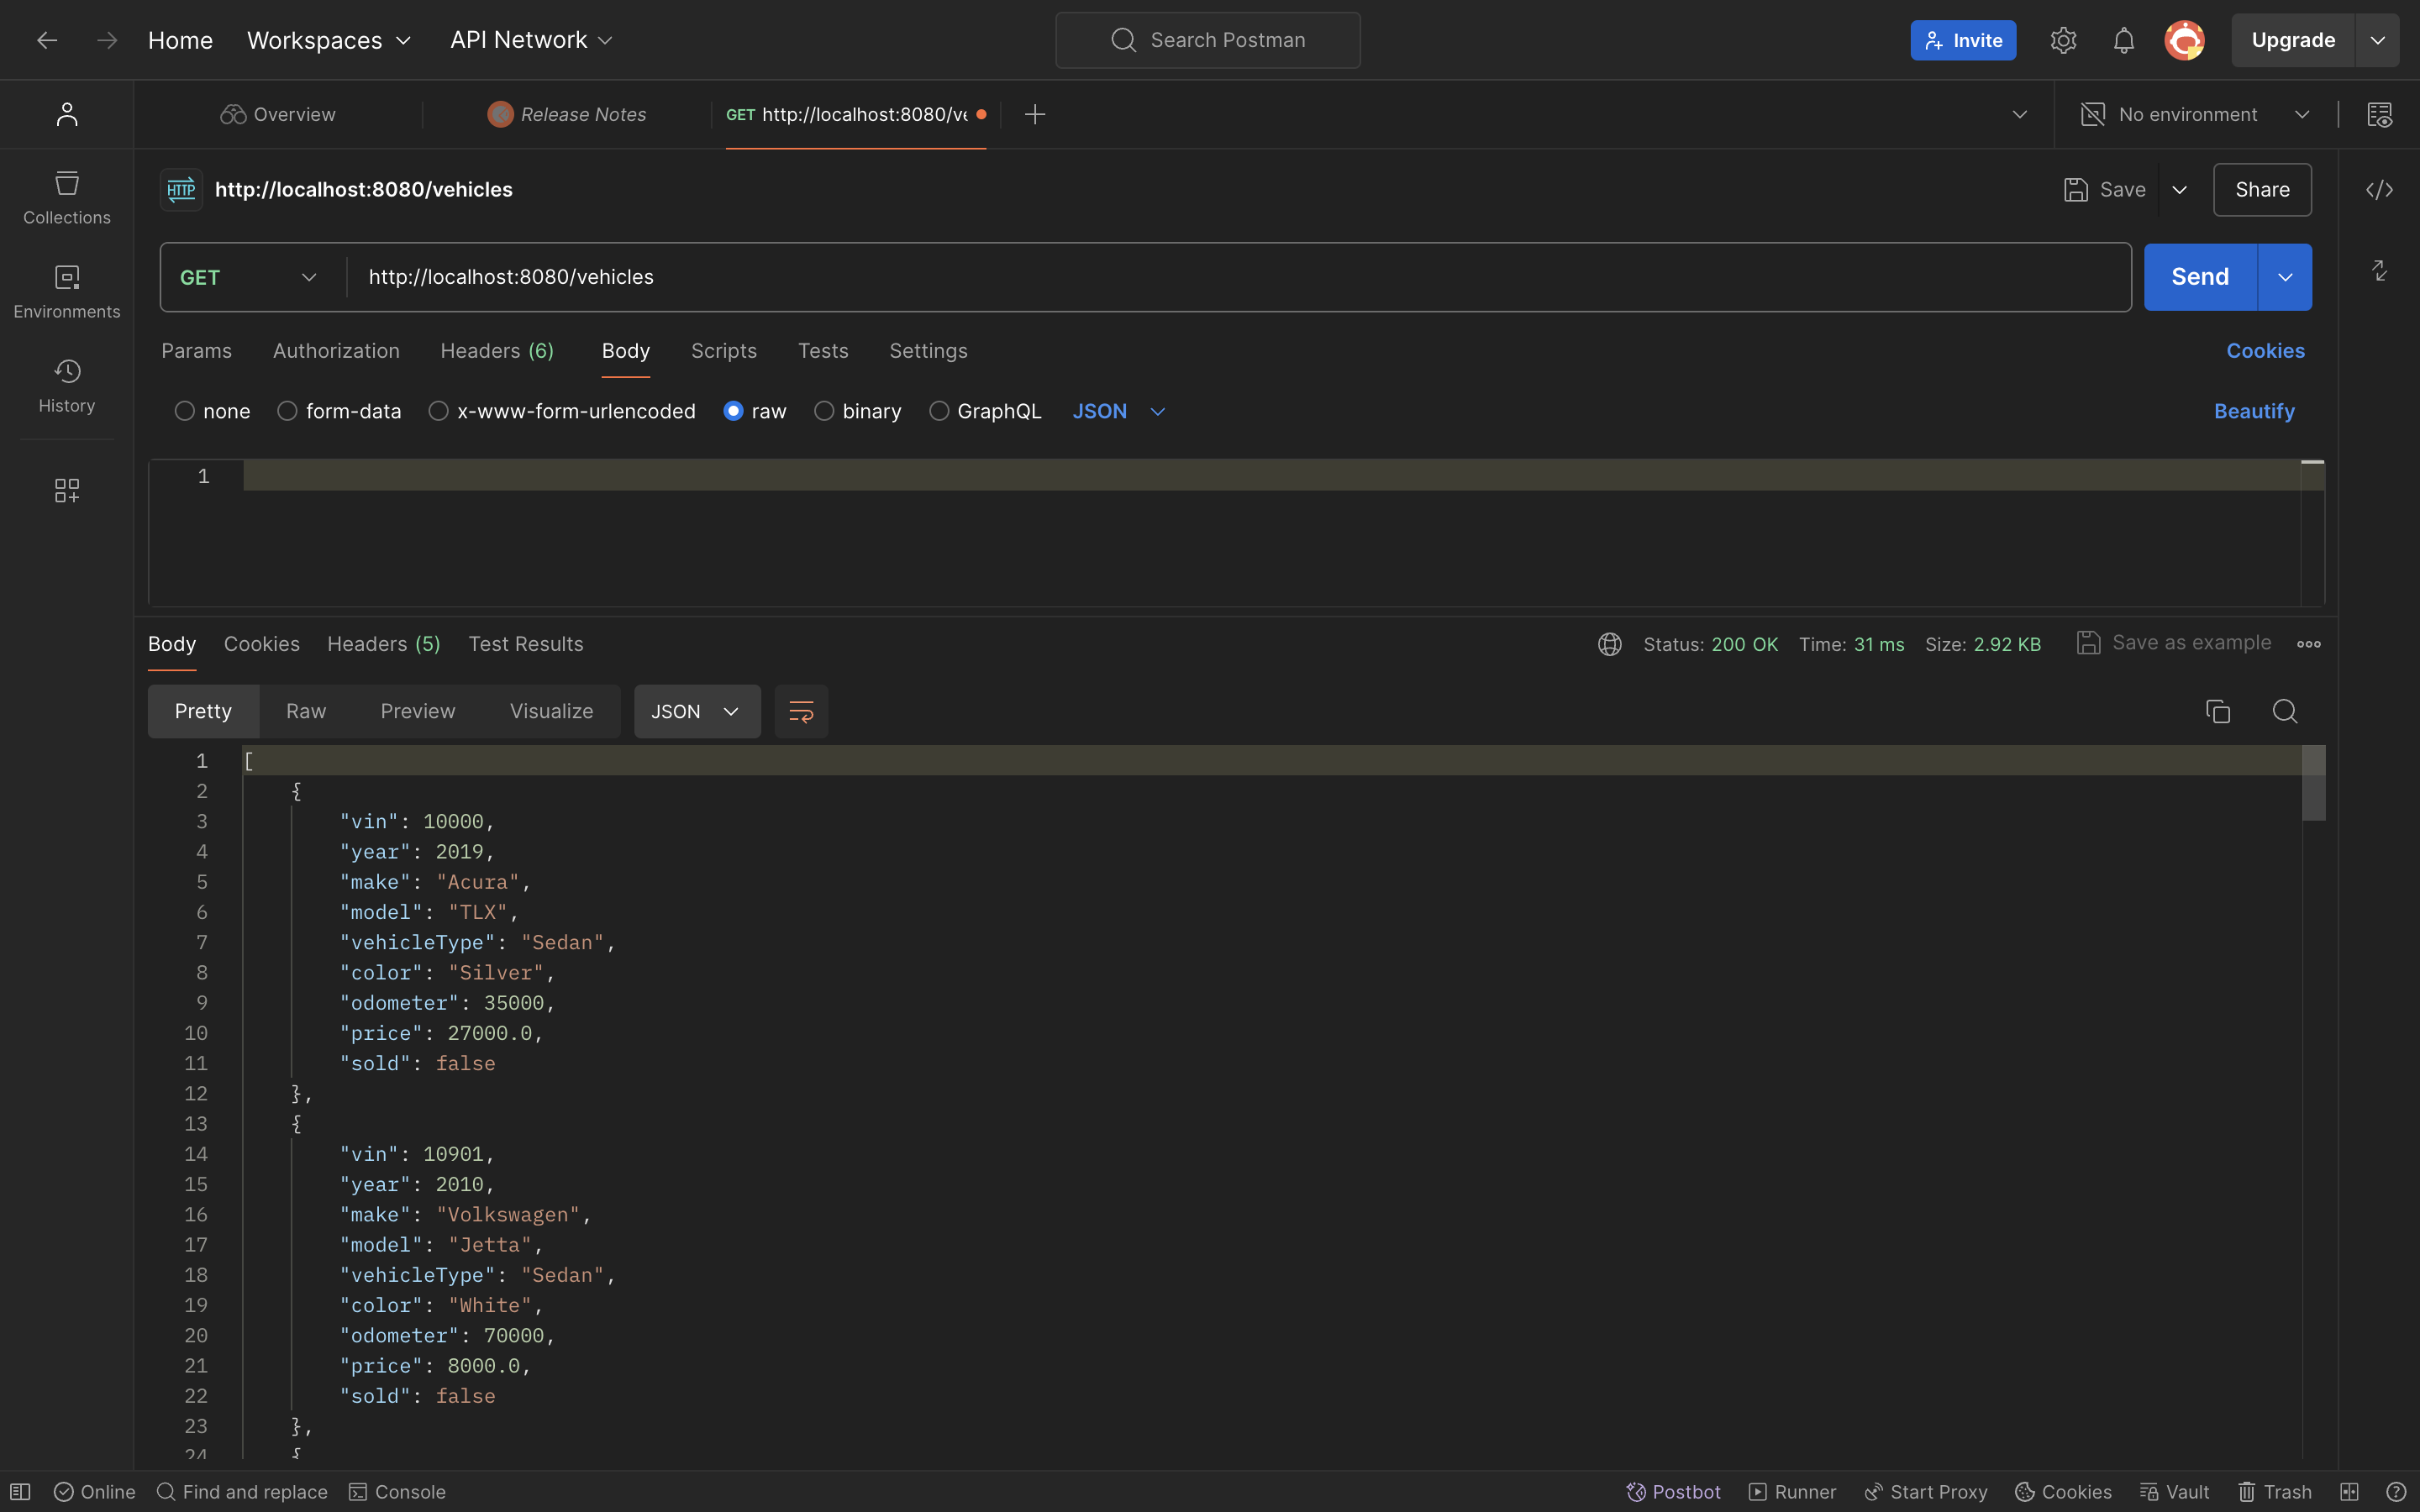 Home Workspaces API Network Search Postman Invite Upgrade
Overview Release Notes GET http://localhost:8080/ve No environment
HTTP http://localhost:8080/vehicles Save Share
Collections
GET http://localhost:8080/vehicles Send
Environments
Params Authorization Headers (6) Body Scripts Tests Settings Cookies
History
none form-data x-www-form-urlencoded raw binary GraphQL JSON Beautify
1
Body Cookies Headers (5) Test Results Status: 200 OK Time: 31 ms Size: 2.92 KB Save as example
Pretty Raw Preview Visualize JSON
1 [
2 {
3 "vin": 10000,
4 "year": 2019,
5 "make": "Acura",
6 "model": "TLX",
7 "vehicleType": "Sedan",
8 "color": "Silver",
9 "odometer": 35000,
10 "price": 27000.0,
11 "sold": false
12 },
13 {
14 "vin": 10901,
15 "year": 2010,
16 "make": "Volkswagen",
17 "model": "Jetta",
18 "vehicleType": "Sedan",
19 "color": "White",
20 "odometer": 70000,
21 "price": 8000.0,
22 "sold": false
23 },
24 {
Online Find and replace Console Postbot Runner Start Proxy Cookies Vault Trash